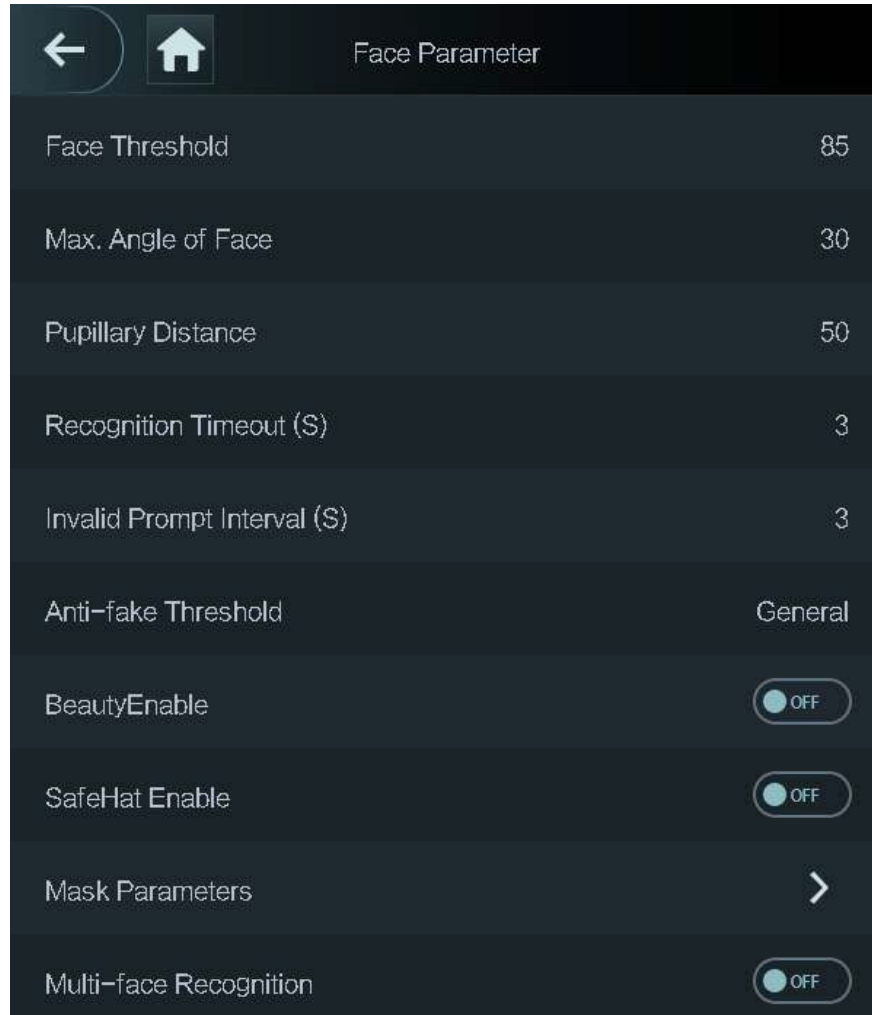 Face Parameter
Face Threshold 85
Max. Angle of Face 30
Pupillary Distance 50
Recognition Timeout (S) 3
Invalid Prompt Interval (S) 3
Anti-fake Threshold General
BeautyEnable OFF
SafeHat Enable OFF
Mask Parameters
Multi-face Recognition OFF